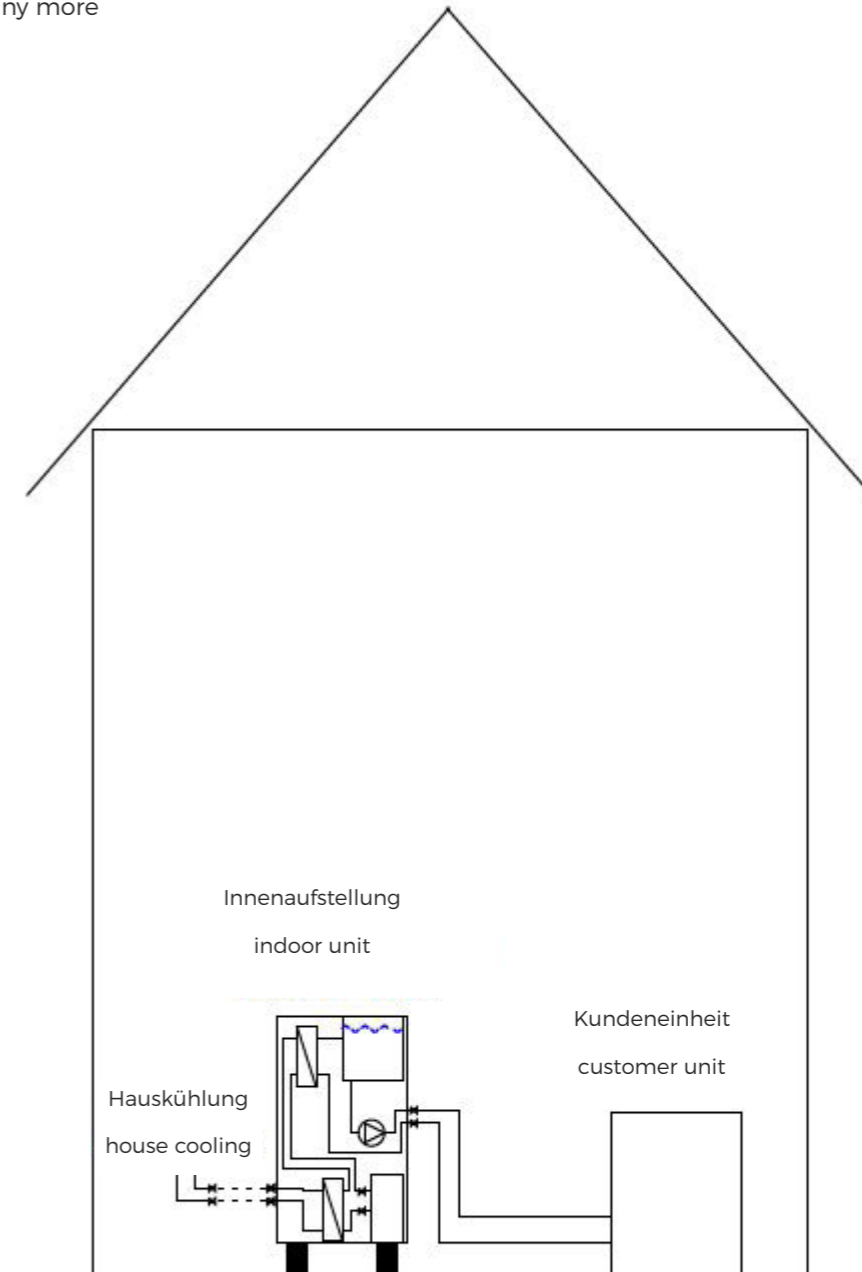 ny more
Innenaufstellung
indoor unit
Kundeneinheit
customer unit
Hauskühlung
house cooling